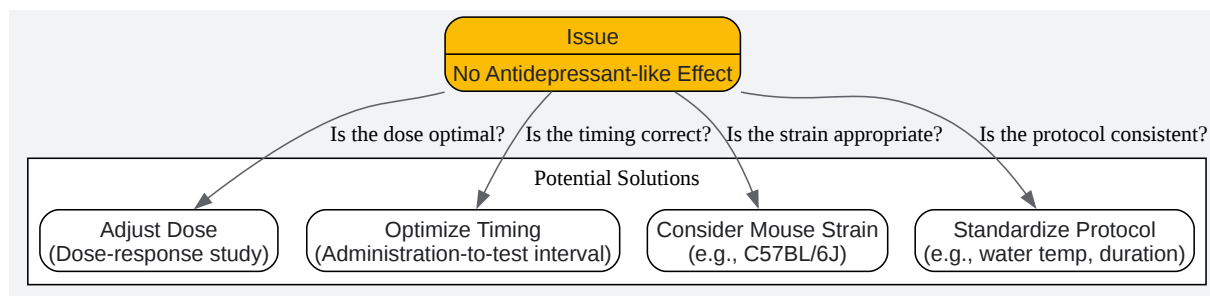 Issue
No Antidepressant-like Effect
Is the dose optimal?
Is the timing correct?
Is the strain appropriate?
Is the protocol consistent?
Potential Solutions
Adjust Dose
(Dose-response study)
Optimize Timing
(Administration-to-test interval)
Consider Mouse Strain
(e.g., C57BL/6J)
Standardize Protocol
(e.g., water temp, duration)